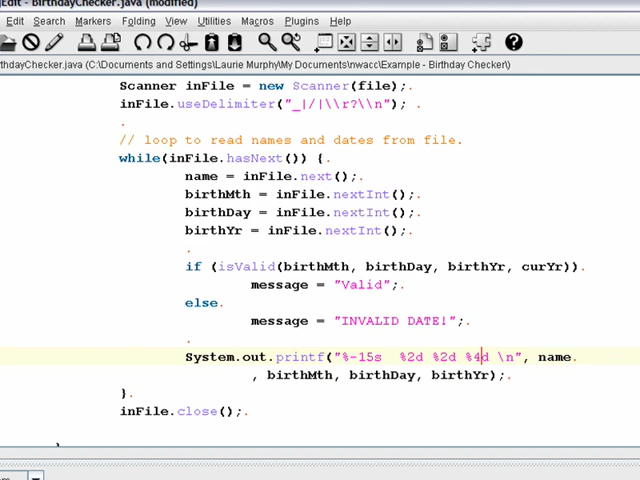 Edit - BirthdayChecker.java (modified)
Edit Search Markers Folding View Utilities Macros Plugins Help
rthdayChecker.java (C:\Documents and Settings\Laurie Murphy\My Documents\nwacc\Example - Birthday Checker\)
Scanner inFile = new Scanner(file);.
inFile.useDelimiter("_|/|\\r?\\n"); .
.
// loop to read names and dates from file.
while(inFile.hasNext()) {.
name = inFile.next();.
birthMth = inFile.nextInt();.
birthDay = inFile.nextInt();.
birthYr = inFile.nextInt();.
.
if (isValid(birthMth, birthDay, birthYr, curYr)).
message = "Valid";.
else.
message = "INVALID DATE!";.
.
System.out.printf("%-15s  %2d %2d %4d \n", name.
, birthMth, birthDay, birthYr);.
}.
inFile.close();.